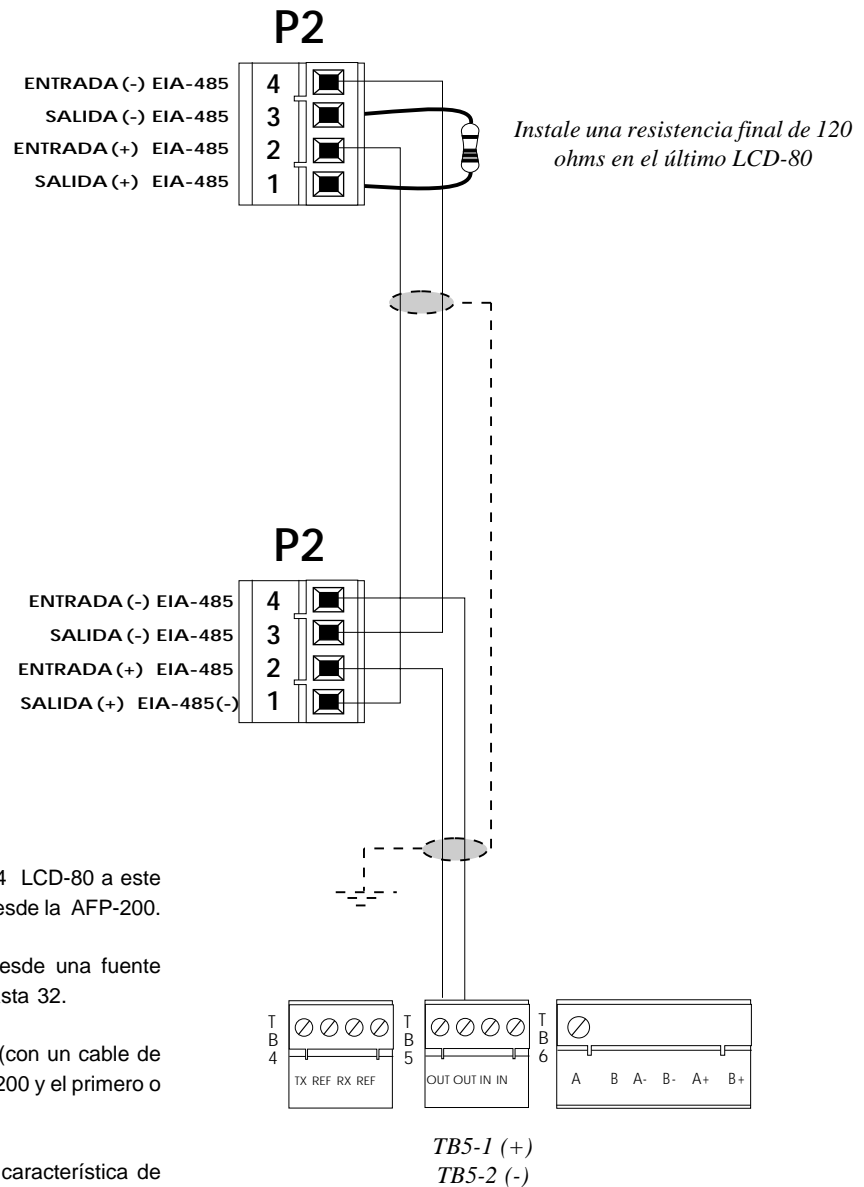 P2
ENTRADA (-) EIA-485 4
SALIDA (-) EIA-485 3
ENTRADA (+) EIA-485 2
SALIDA (+) EIA-485 1
Instale una resistencia final de 120
ohms en el último LCD-80
P2
ENTRADA (-) EIA-485 4
SALIDA (-) EIA-485 3
ENTRADA (+) EIA-485 2
SALIDA (+) EIA-485(-) 1
4 LCD-80 a este
esde la AFP-200.
esde una fuente
sta 32.
(con un cable de
200 y el primero o
característica de
TB4
TX REF RX REF
TB5
OUT OUT IN IN
TB6
A B A- B- A+ B+
TB5-1 (+)
TB5-2 (-)